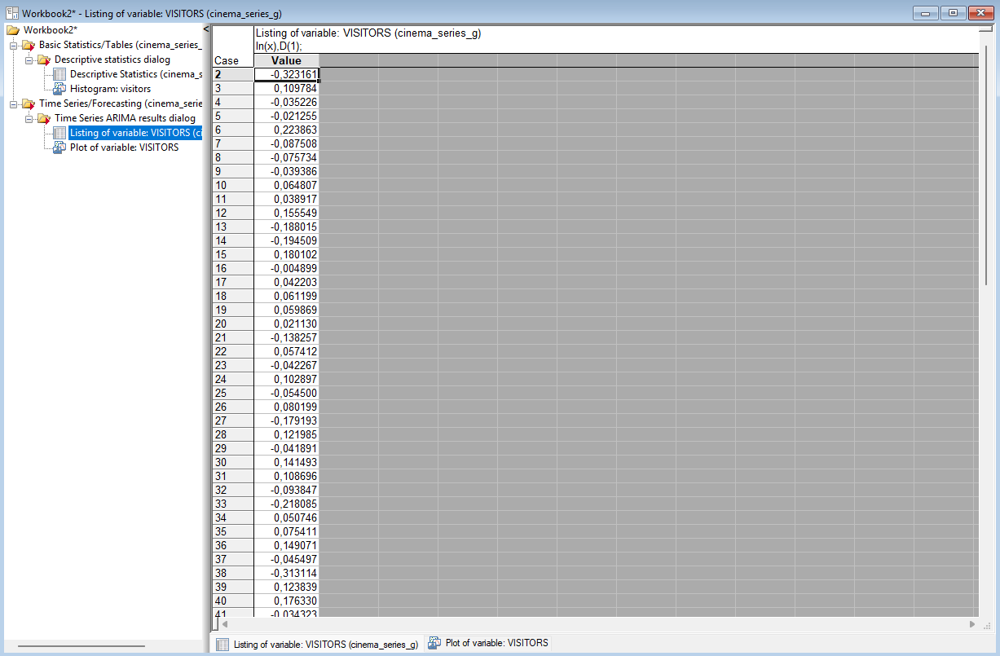 Workbook2* - Listing of variable: VISITORS (cinema_series_g)
Workbook2*
Basic Statistics/Tables (cinema_series_
Descriptive statistics dialog
Descriptive Statistics (cinema_s
Histogram: visitors
Time Series/Forecasting (cinema_serie
Time Series ARIMA results dialog
Listing of variable: VISITORS (ci
Plot of variable: VISITORS
<
Listing of variable: VISITORS (cinema_series_g)
ln(x),D(1);
Case Value
2 -0,323161
3 0,109784
4 -0,035226
5 -0,021255
6 0,223863
7 -0,087508
8 -0,075734
9 -0,039386
10 0,064807
11 0,038917
12 0,155549
13 -0,188015
14 -0,194509
15 0,180102
16 -0,004899
17 0,042203
18 0,061199
19 0,059869
20 0,021130
21 -0,138257
22 0,057412
23 -0,042267
24 0,102897
25 -0,054500
26 0,080199
27 -0,179193
28 0,121985
29 -0,041891
30 0,141493
31 0,108696
32 -0,093847
33 -0,218085
34 0,050746
35 0,075411
36 0,149071
37 -0,045497
38 -0,313114
39 0,123839
40 0,176330
41 -0,034323
Listing of variable: VISITORS (cinema_series_g) Plot of variable: VISITORS